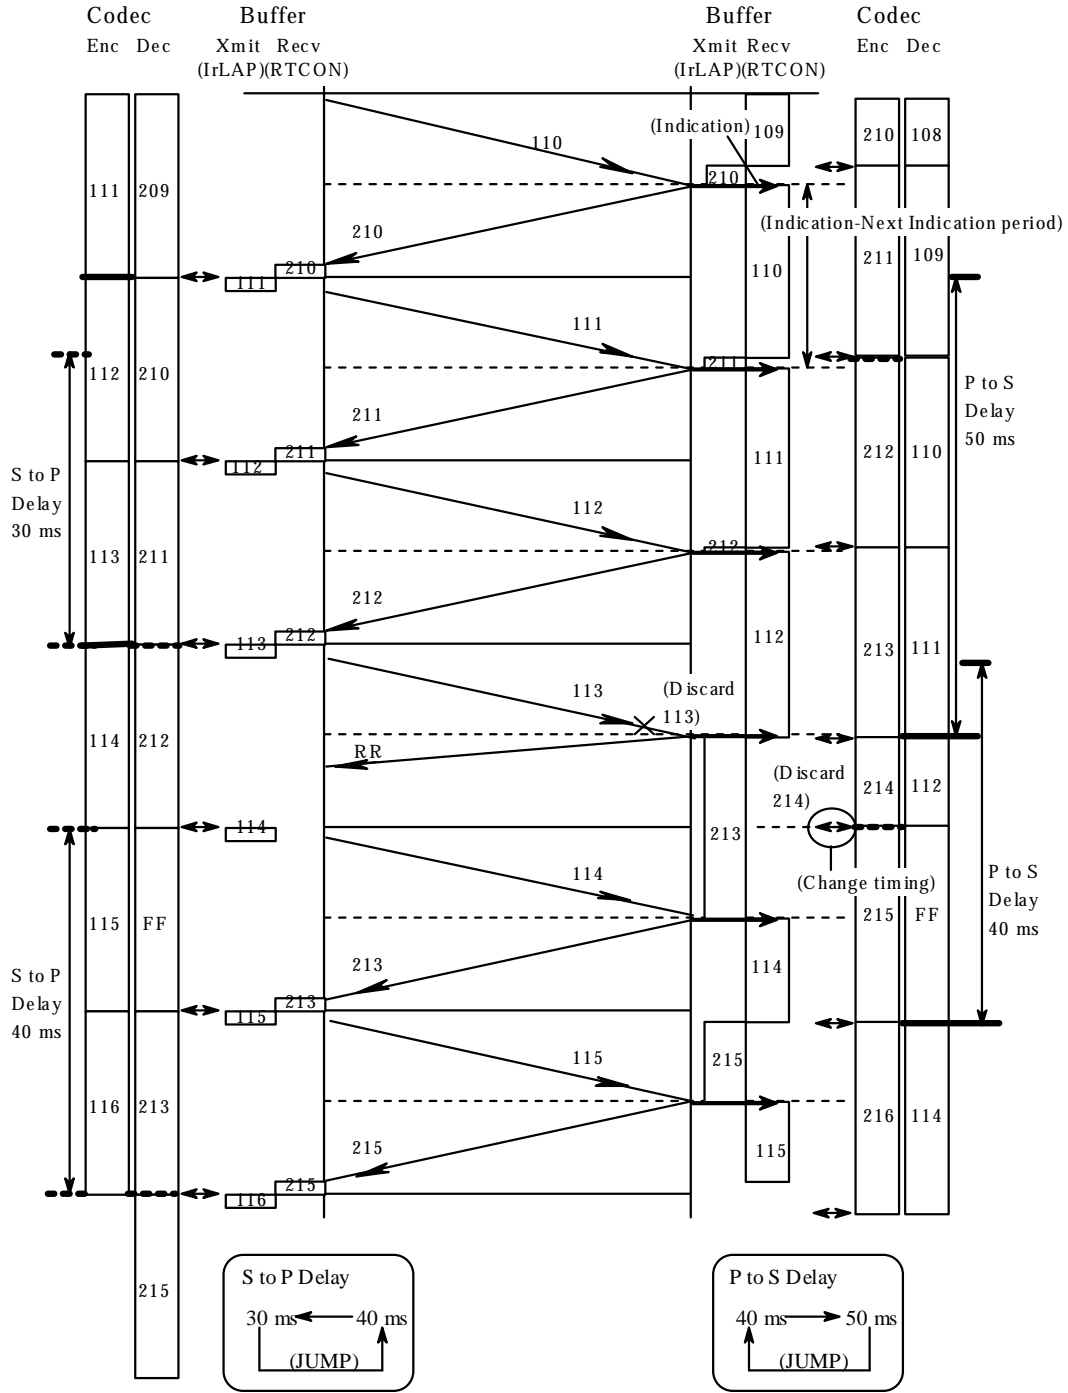 Codec Buffer Buffer Codec
Enc Dec Xmit Recv Xmit Recv Enc Dec
(IrLAP)(RTCON) (IrLAP)(RTCON)
(Indication) 109
210 108
110
111 209 210
(Indication-Next Indication period)
210
211 109
210 110
111
111
211
112 210 P to S
211 Delay
50 ms
211 212 110
111
S to P 112
Delay
30 ms
112
113 211 212
212
212 112 213 111
113
113 (Discard
113)
114 212 RR
(Discard
214)
214 112
114 213
114 (Change timing) P to S
Delay
40 ms
115 FF 215 FF
213 114
S to P
Delay
40 ms
213
115
115 215
116 213 216 114
215 115
215
116
215
S to P Delay P to S Delay
30 ms 40 ms 40 ms 50 ms
(JUMP) (JUMP)